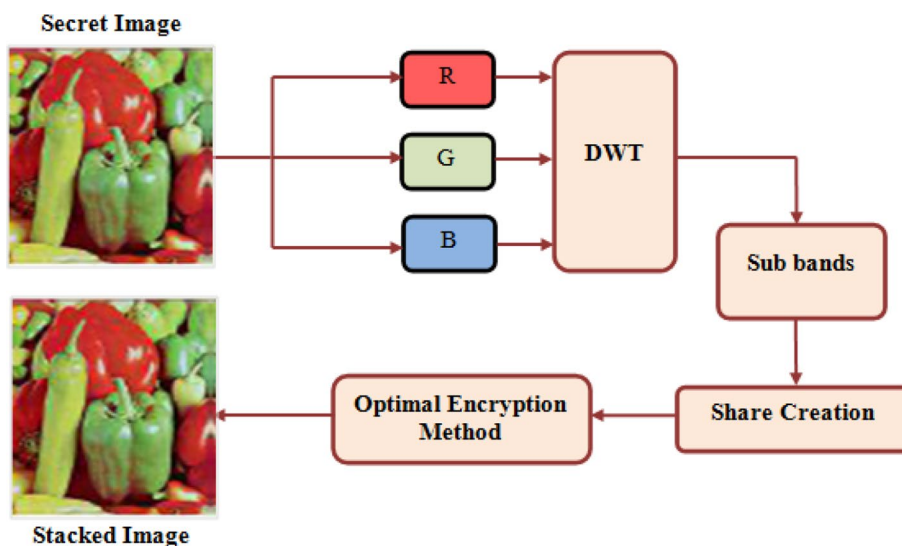 Secret Image
R
G
B
DWT
Sub bands
Share Creation
Optimal Encryption
Method
Stacked Image